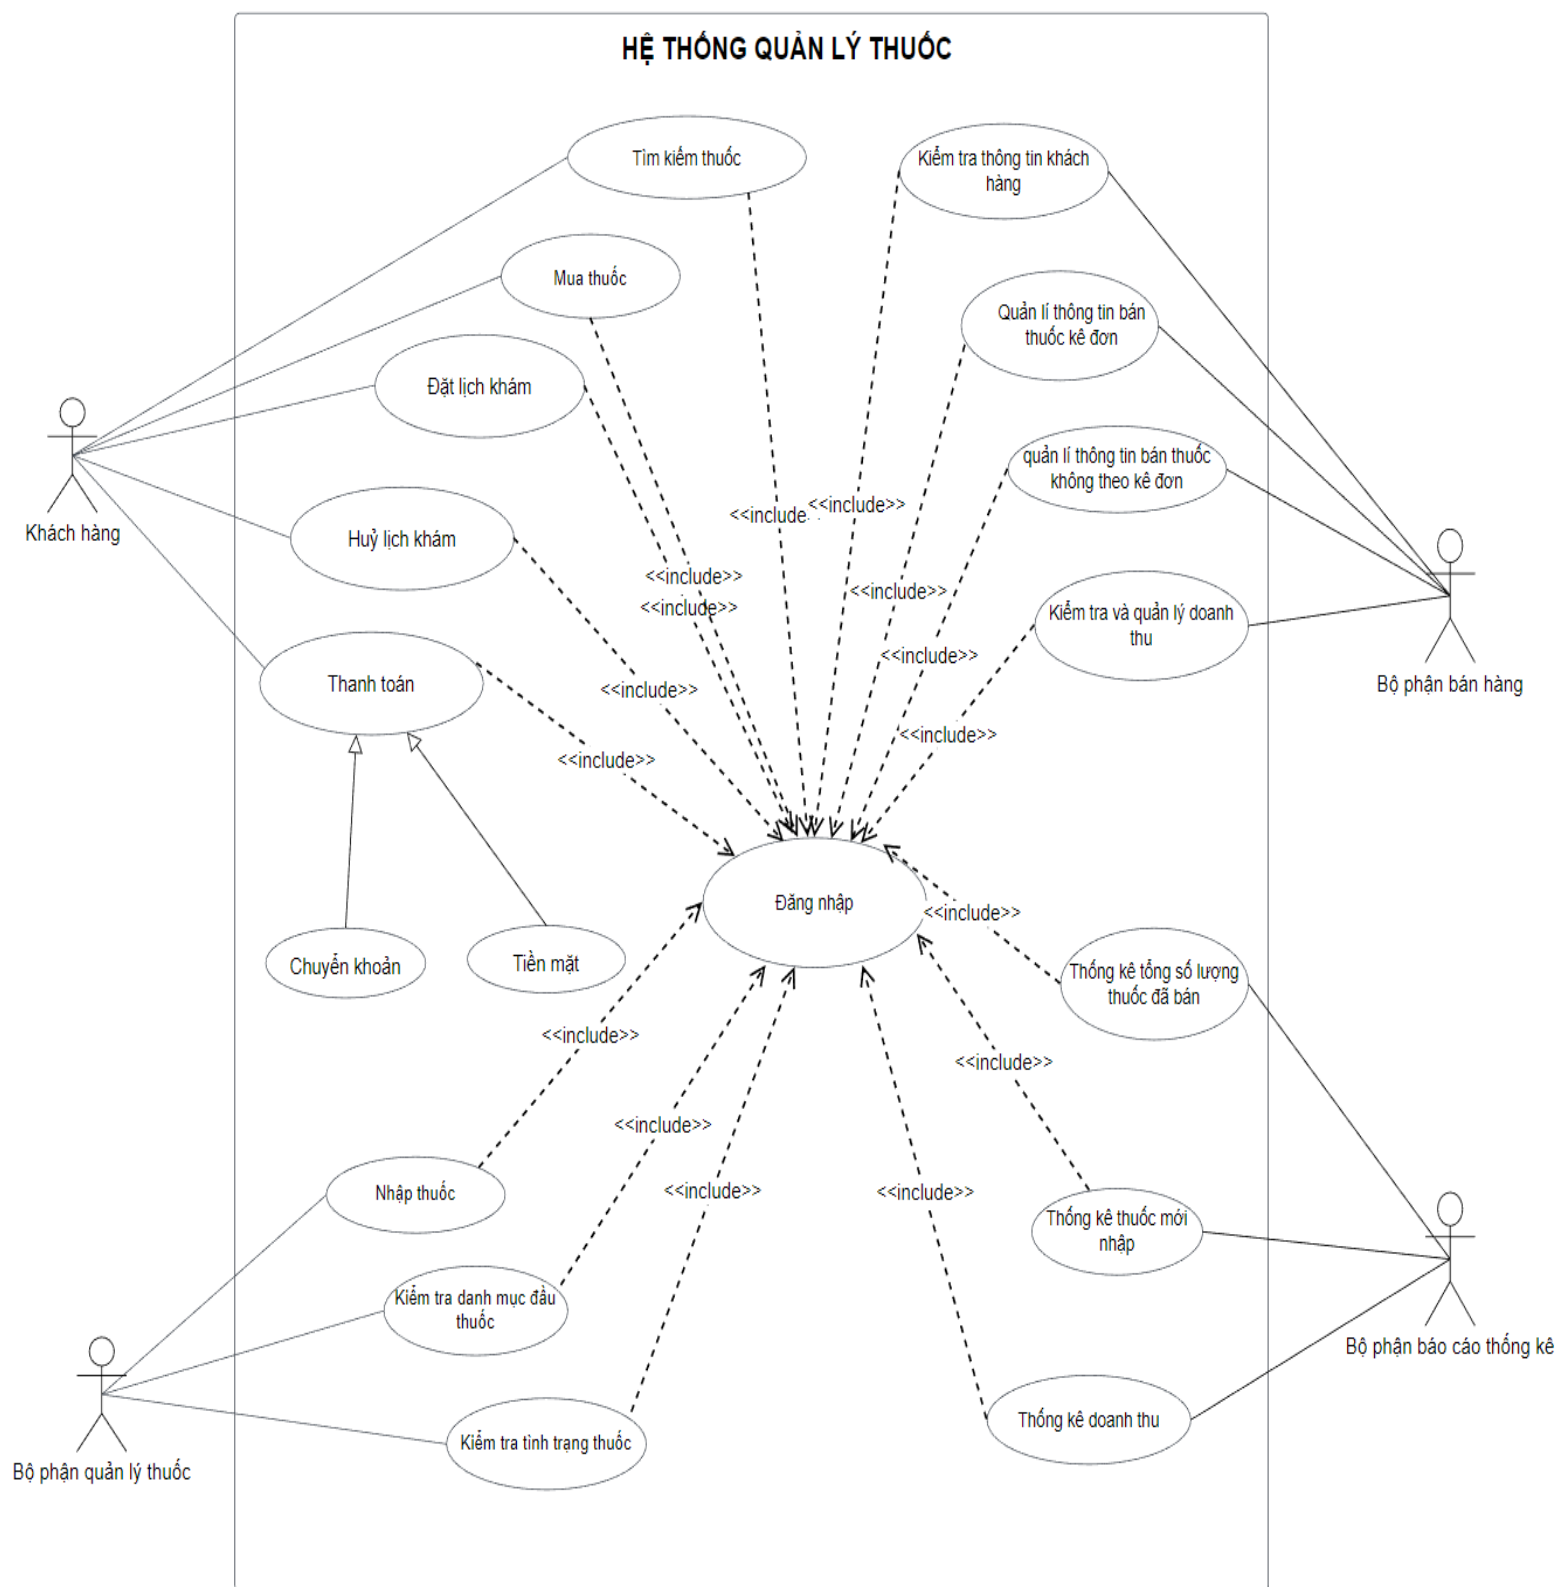 HỆ THỐNG QUẢN LÝ THUỐC
Tìm kiếm thuốc
Kiểm tra thông tin khách
hàng
Mua thuốc
Quản lí thông tin bán
thuốc kê đơn
Đặt lịch khám
quản lí thông tin bán thuốc
không theo kê đơn
Khách hàng
Huỷ lịch khám
<<include
<<include>>
<<include>>
<<include>>
<<include>>
Kiểm tra và quản lý doanh
thu
<<include>>
Bộ phận bán hàng
Thanh toán
<<include>>
<<include>>
<<include>>
Đăng nhập
<<include>>
Chuyển khoản
Tiền mặt
Thống kê tổng số lượng
thuốc đã bán
<<include>>
<<include>>
<<include>>
Nhập thuốc
<<include>>
<<include>>
Thống kê thuốc mới
nhập
Kiểm tra danh mục đầu
thuốc
Bộ phận báo cáo thống kê
Thống kê doanh thu
Kiểm tra tình trạng thuốc
Bộ phận quản lý thuốc